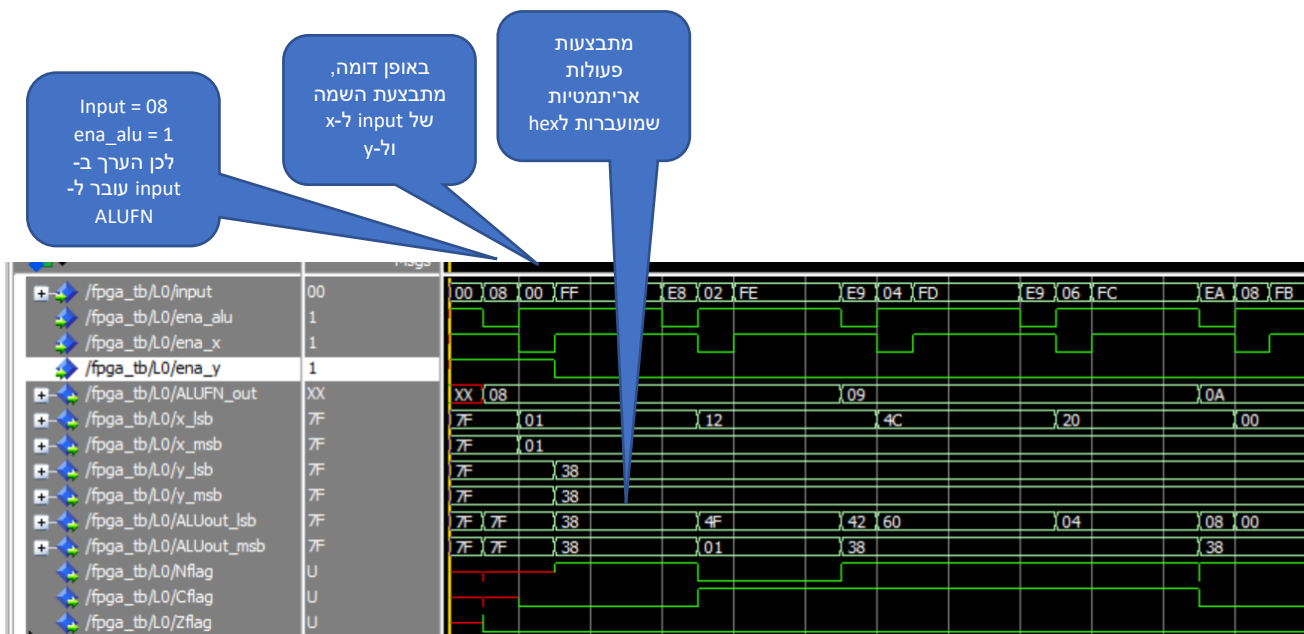 Input = 08
ena_alu = 1
לכן הערך ב-
input עובר ל-
ALUFN
באופן דומה,
מתבצעת השמה
של input ל-x
ול-y
מתבצעות
פעולות
אריתמטיות
שמועברות לhex
Msgs
/fpga_tb/L0/input 00 00 08 00 FF E8 02 FE E9 04 FD E9 06 FC EA 08 FB
/fpga_tb/L0/ena_alu 1
/fpga_tb/L0/ena_x 1
/fpga_tb/L0/ena_y 1
/fpga_tb/L0/ALUFN_out XX XX 08 09 0A
/fpga_tb/L0/x_lsb 7F 7F 01 12 4C 20 00
/fpga_tb/L0/x_msb 7F 7F 01
/fpga_tb/L0/y_lsb 7F 7F 38
/fpga_tb/L0/y_msb 7F 7F 38
/fpga_tb/L0/ALUout_lsb 7F 7F 7F 38 4F 42 60 04 08 00
/fpga_tb/L0/ALUout_msb 7F 7F 7F 38 01 38 38
/fpga_tb/L0/Nflag U
/fpga_tb/L0/Cflag U
/fpga_tb/L0/Zflag U